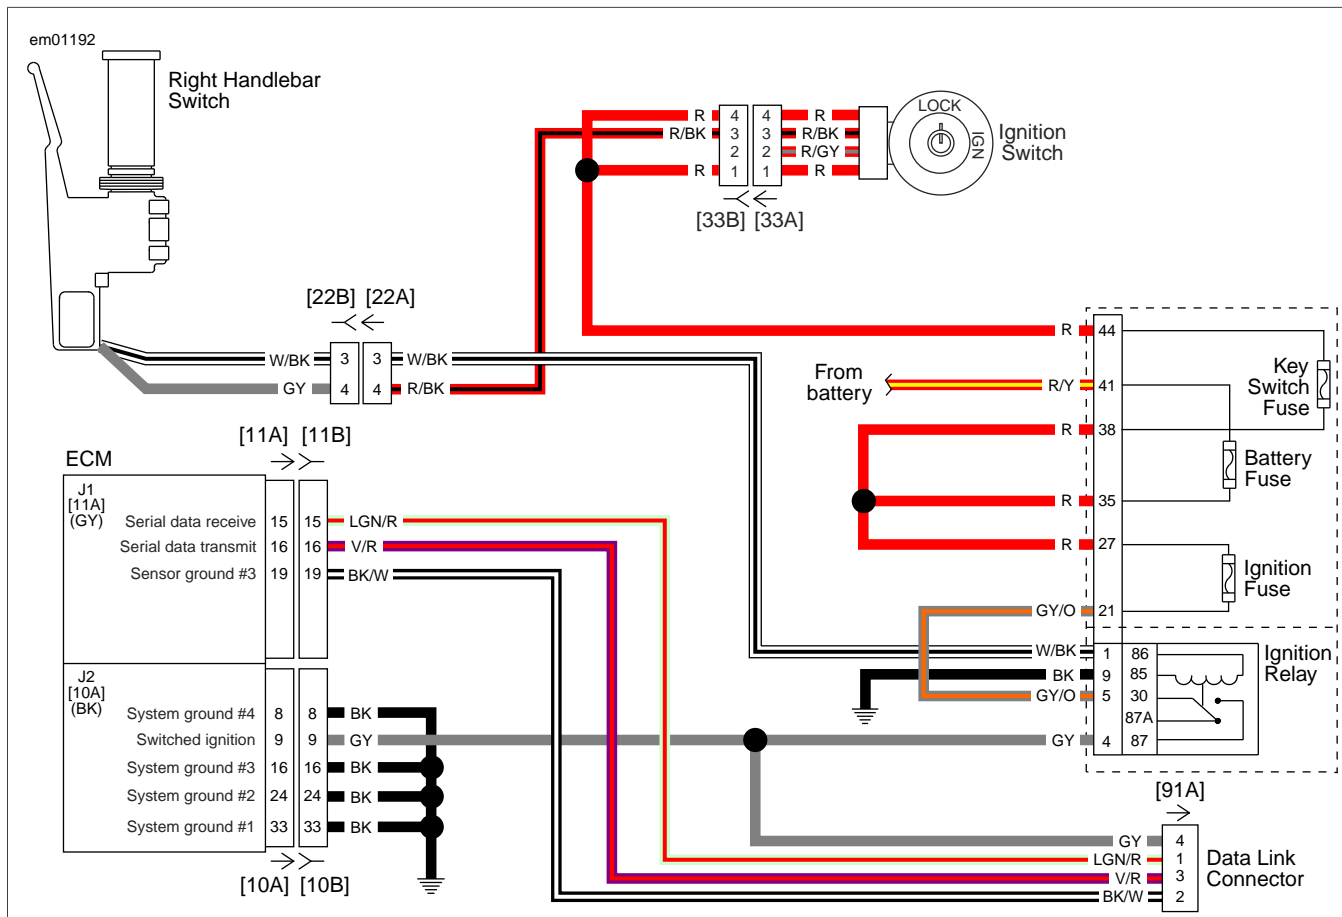 em01192
Right Handlebar
Switch
R 4 4 R
R/BK 3 3 R/BK
2 2 R/GY
R 1 1 R
LOCK
IGN
Ignition
Switch
[33B] [33A]
[22B] [22A]
W/BK 3 3 W/BK
GY 4 4 R/BK
From
battery
R 44
R/Y 41
R 38
R 35
R 27
GY/O 21
Key
Switch
Fuse
Battery
Fuse
Ignition
Fuse
W/BK 1 86
BK 9 85
GY/O 5 30
87A
GY 4 87
Ignition
Relay
[11A] [11B]
ECM
J1
[11A]
(GY)
Serial data receive 15 15 LGN/R
Serial data transmit 16 16 V/R
Sensor ground #3 19 19 BK/W
J2
[10A]
(BK)
System ground #4 8 8 BK
Switched ignition 9 9 GY
System ground #3 16 16 BK
System ground #2 24 24 BK
System ground #1 33 33 BK
[10A] [10B]
[91A]
GY 4
LGN/R 1
V/R 3
BK/W 2
Data Link
Connector